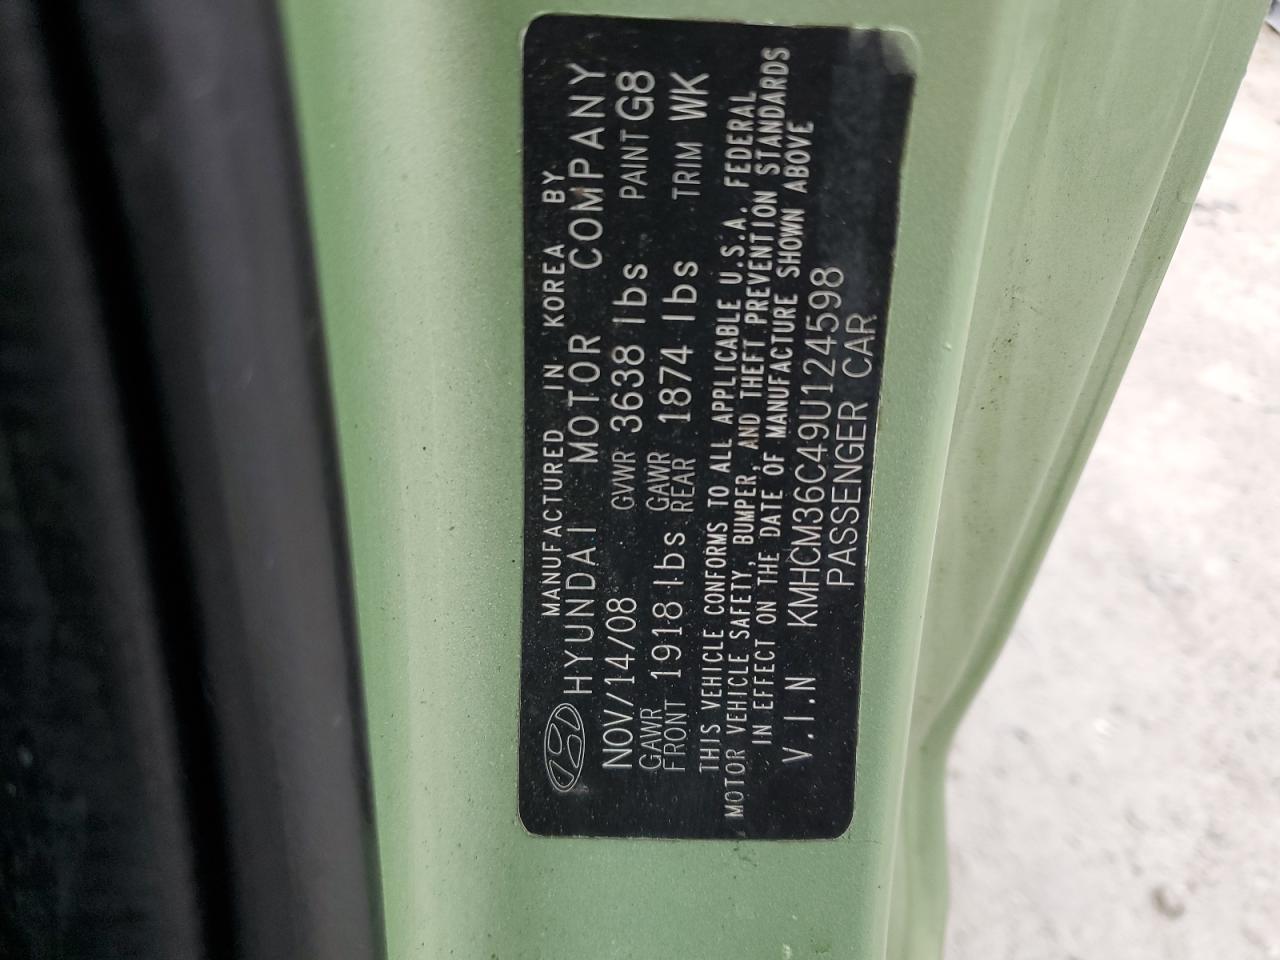 MANUFACTURED IN KOREA BY
HYUNDAI MOTOR COMPANY
NOV/14/08 GVWR 3638 lbs PAINT G8
GAWR FRONT 1918 lbs GAWR REAR 1874 lbs TRIM WK
THIS VEHICLE CONFORMS TO ALL APPLICABLE U.S.A. FEDERAL
MOTOR VEHICLE SAFETY, BUMPER, AND THEFT PREVENTION STANDARDS
IN EFFECT ON THE DATE OF MANUFACTURE SHOWN ABOVE
V.I.N KMHCM36C49U124598
PASSENGER CAR